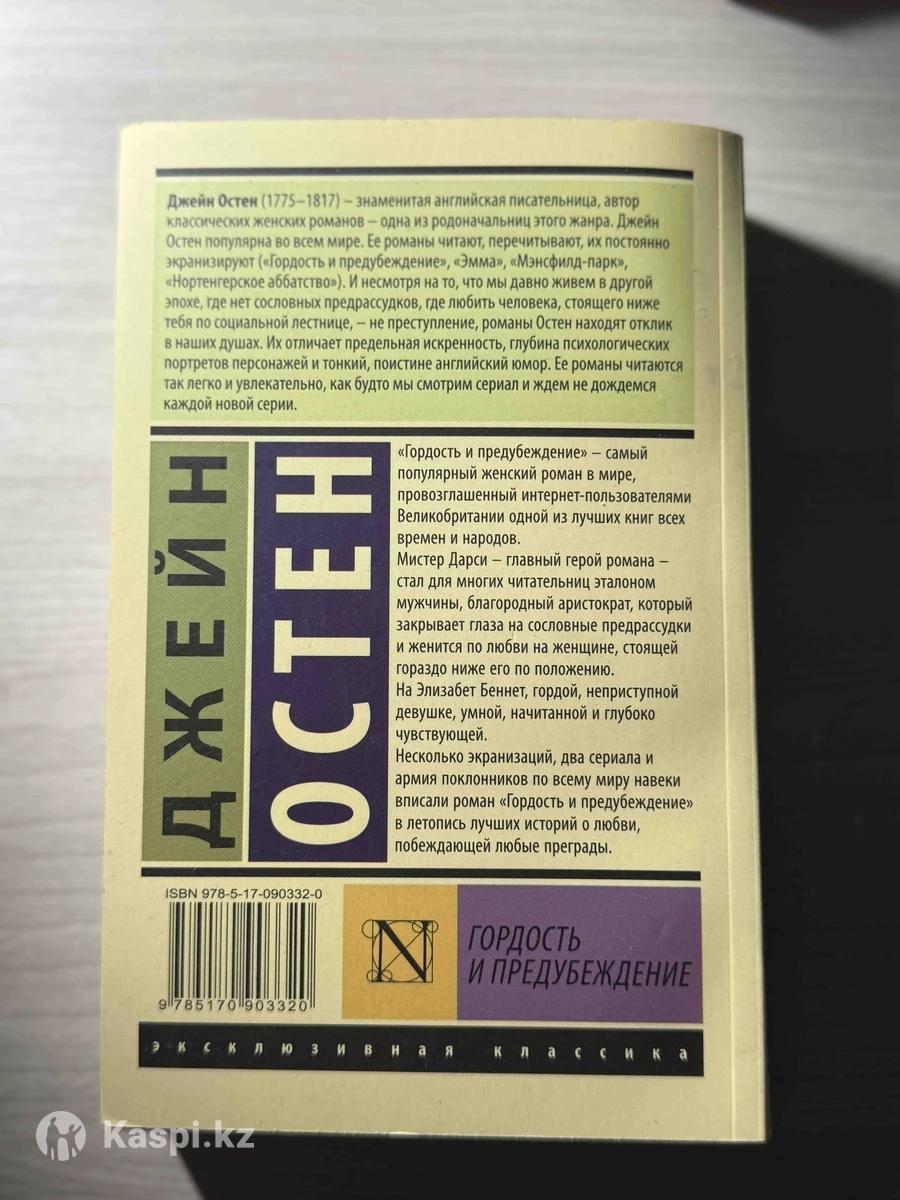 Джейн Остен (1775–1817) – знаменитая английская писательница, автор
классических женских романов – одна из родоначальниц этого жанра. Джейн
Остен популярна во всем мире. Ее романы читают, перечитывают, их постоянно
экранизируют («Гордость и предубеждение», «Эмма», «Мэнсфилд-парк»,
«Нортенгерское аббатство»). И несмотря на то, что мы давно живем в другой
эпохе, где нет сословных предрассудков, где любить человека, стоящего ниже
тебя по социальной лестнице, – не преступление, романы Остен находят отклик
в наших душах. Их отличает предельная искренность, глубина психологических
портретов персонажей и тонкий, поистине английский юмор. Ее романы читаются
так легко и увлекательно, как будто мы смотрим сериал и ждем не дождемся
каждой новой серии.
ДЖЕЙН
ОСТЕН
«Гордость и предубеждение» – самый
популярный женский роман в мире,
провозглашенный интернет-пользователями
Великобритании одной из лучших книг всех
времен и народов.
Мистер Дарси – главный герой романа –
стал для многих читательниц эталоном
мужчины, благородный аристократ, который
закрывает глаза на сословные предрассудки
и женится по любви на женщине, стоящей
гораздо ниже его по положению.
На Элизабет Беннет, гордой, неприступной
девушке, умной, начитанной и глубоко
чувствующей.
Несколько экранизаций, два сериала и
армия поклонников по всему миру навеки
вписали роман «Гордость и предубеждение»
в летопись лучших историй о любви,
побеждающей любые преграды.
ISBN 978-5-17-090332-0
9 785170 903320
N
ГОРДОСТЬ
И ПРЕДУБЕЖДЕНИЕ
эксклюзивная классика
Kaspi.kz